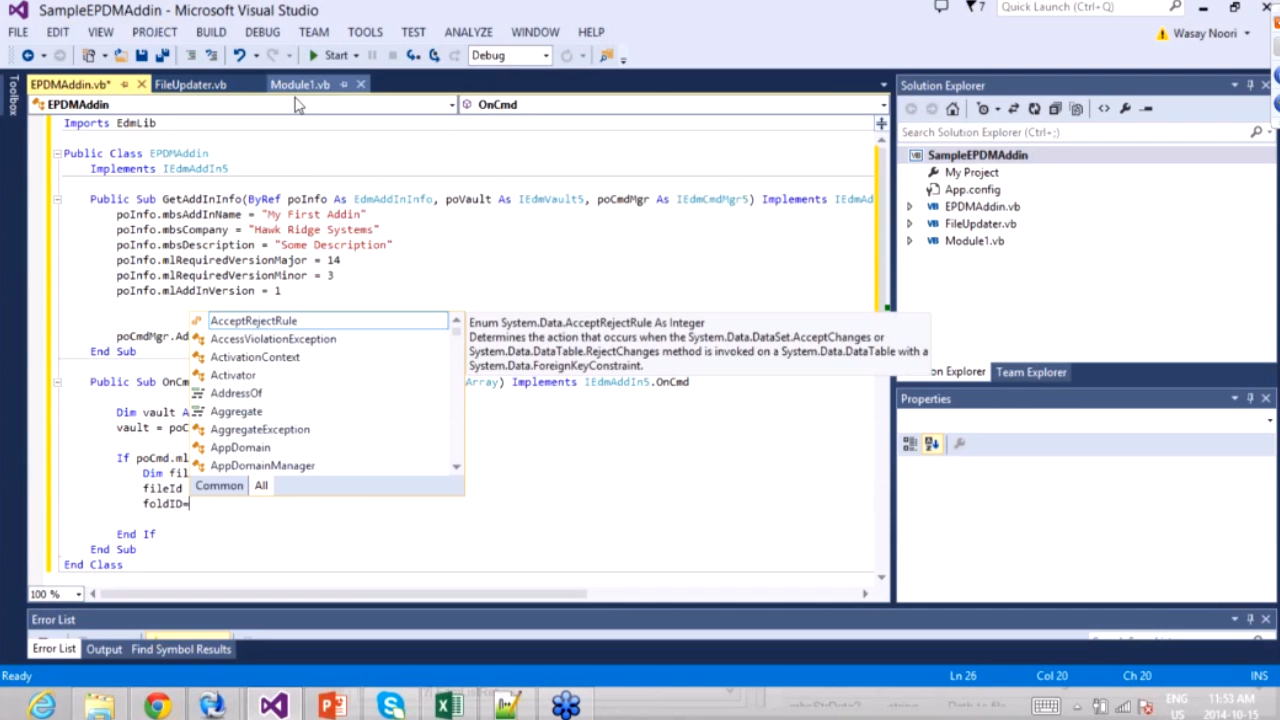 SampleEPDMAddin - Microsoft Visual Studio
7
Quick Launch (Ctrl+Q)
FILE EDIT VIEW PROJECT BUILD DEBUG TEAM TOOLS TEST ANALYZE WINDOW HELP
Wasay Noori
Start
Debug
Toolbox
EPDMAddin.vb*
FileUpdater.vb
Module1.vb
EPDMAddin
OnCmd
Imports EdmLib
Public Class EPDMAddin
Implements IEdmAddIn5
Public Sub GetAddInInfo(ByRef poInfo As EdmAddInInfo, poVault As IEdmVault5, poCmdMgr As IEdmCmdMgr5) Implements IEdmAd
poInfo.mbsAddInName = "My First Addin"
poInfo.mbsCompany = "Hawk Ridge Systems"
poInfo.mbsDescription = "Some Description"
poInfo.mlRequiredVersionMajor = 14
poInfo.mlRequiredVersionMinor = 3
poInfo.mlAddInVersion = 1
poCmdMgr.Ad
End Sub
Public Sub OnCm
Array) Implements IEdmAddIn5.OnCmd
Dim vault A
vault = poC
If poCmd.ml
Dim fil
fileId
foldID=
End If
End Sub
End Class
AcceptRejectRule
AccessViolationException
ActivationContext
Activator
AddressOf
Aggregate
AggregateException
AppDomain
AppDomainManager
Common All
Enum System.Data.AcceptRejectRule As Integer
Determines the action that occurs when the System.Data.DataSet.AcceptChanges or
System.Data.DataTable.RejectChanges method is invoked on a System.Data.DataTable with a
System.Data.ForeignKeyConstraint.
100 %
Solution Explorer
Search Solution Explorer (Ctrl+;)
SampleEPDMAddin
My Project
App.config
EPDMAddin.vb
FileUpdater.vb
Module1.vb
on Explorer
Team Explorer
Properties
Error List
Error List Output Find Symbol Results
Ready
Ln 26
Col 20
Ch 20
INS
ENG
US
11:53 AM
2014-10-15